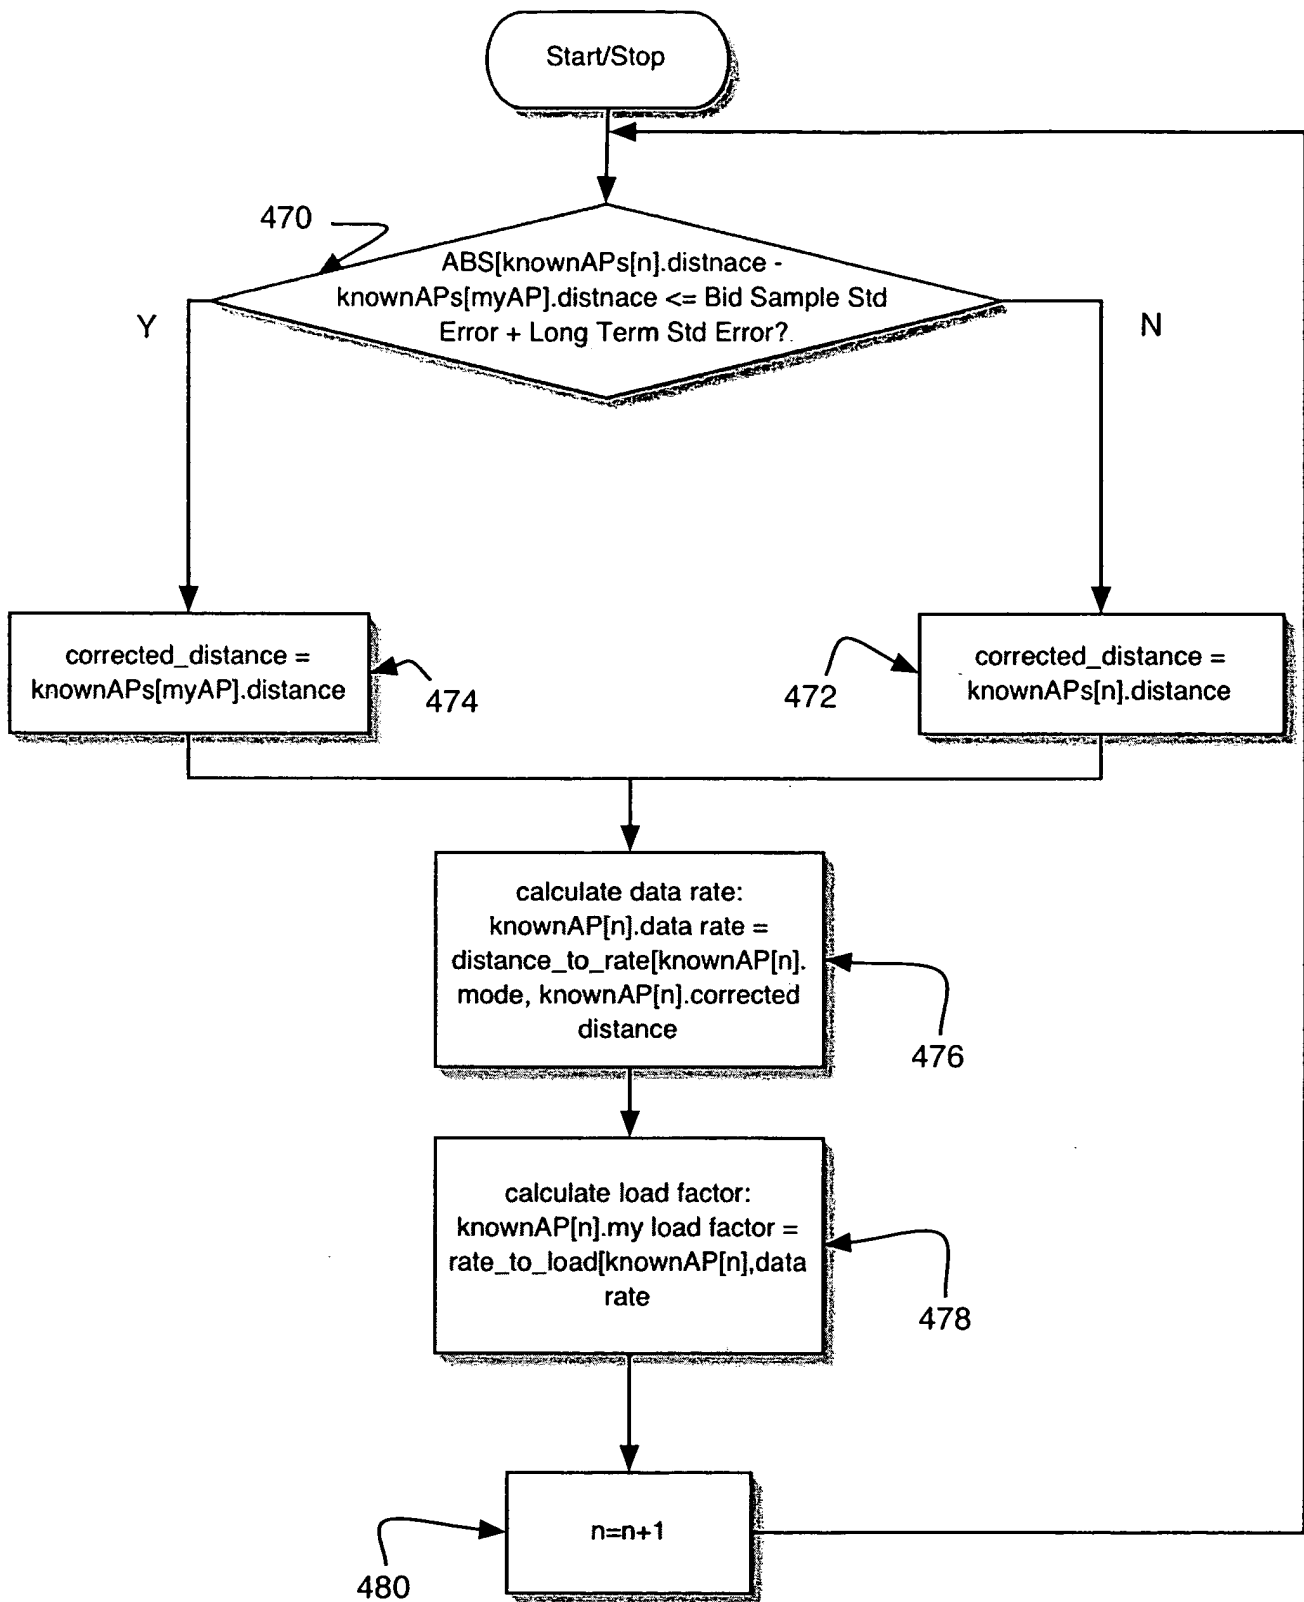 Start/Stop
470
ABS[knownAPs[n].distnace -
knownAPs[myAP].distnace <= Bid Sample Std
Error + Long Term Std Error?
Y
N
corrected_distance =
knownAPs[myAP].distance
474
472
corrected_distance =
knownAPs[n].distance
calculate data rate:
knownAP[n].data rate =
distance_to_rate[knownAP[n].
mode, knownAP[n].corrected
distance
476
calculate load factor:
knownAP[n].my load factor =
rate_to_load[knownAP[n],data
rate
478
n=n+1
480